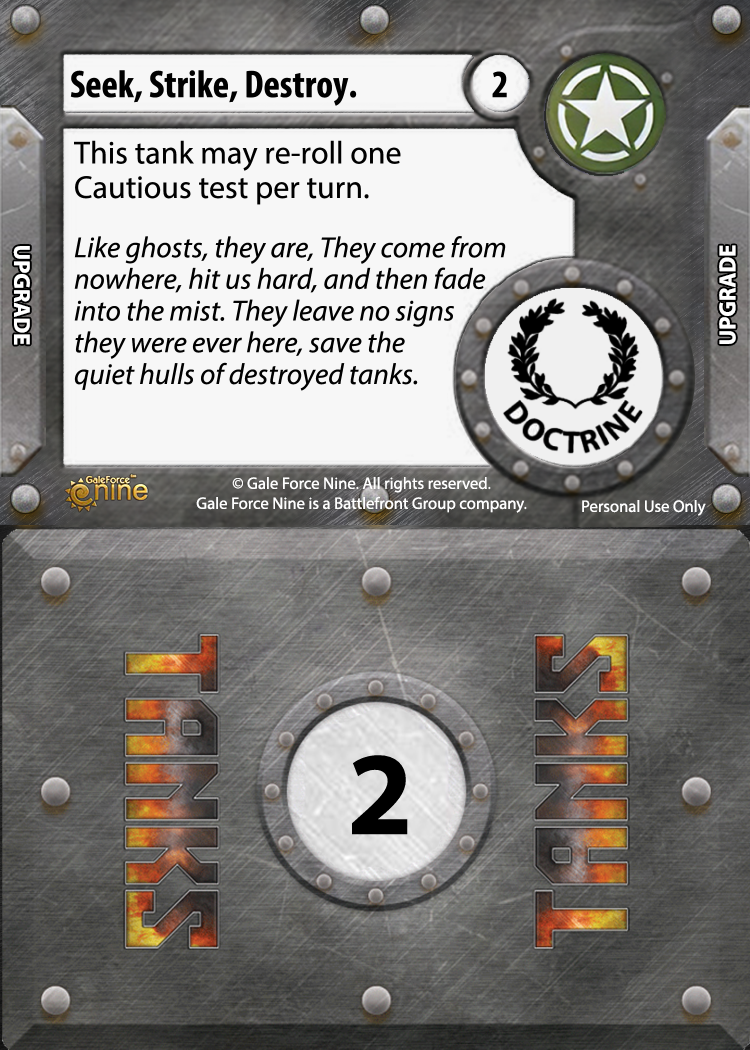 Seek, Strike, Destroy.
2
This tank may re-roll one
Cautious test per turn.
Like ghosts, they are, They come from
nowhere, hit us hard, and then fade
into the mist. They leave no signs
they were ever here, save the
quiet hulls of destroyed tanks.
UPGRADE
UPGRADE
DOCTRINE
GaleForce™
nine
© Gale Force Nine. All rights reserved.
Gale Force Nine is a Battlefront Group company.
Personal Use Only
TANKS
2
TANKS